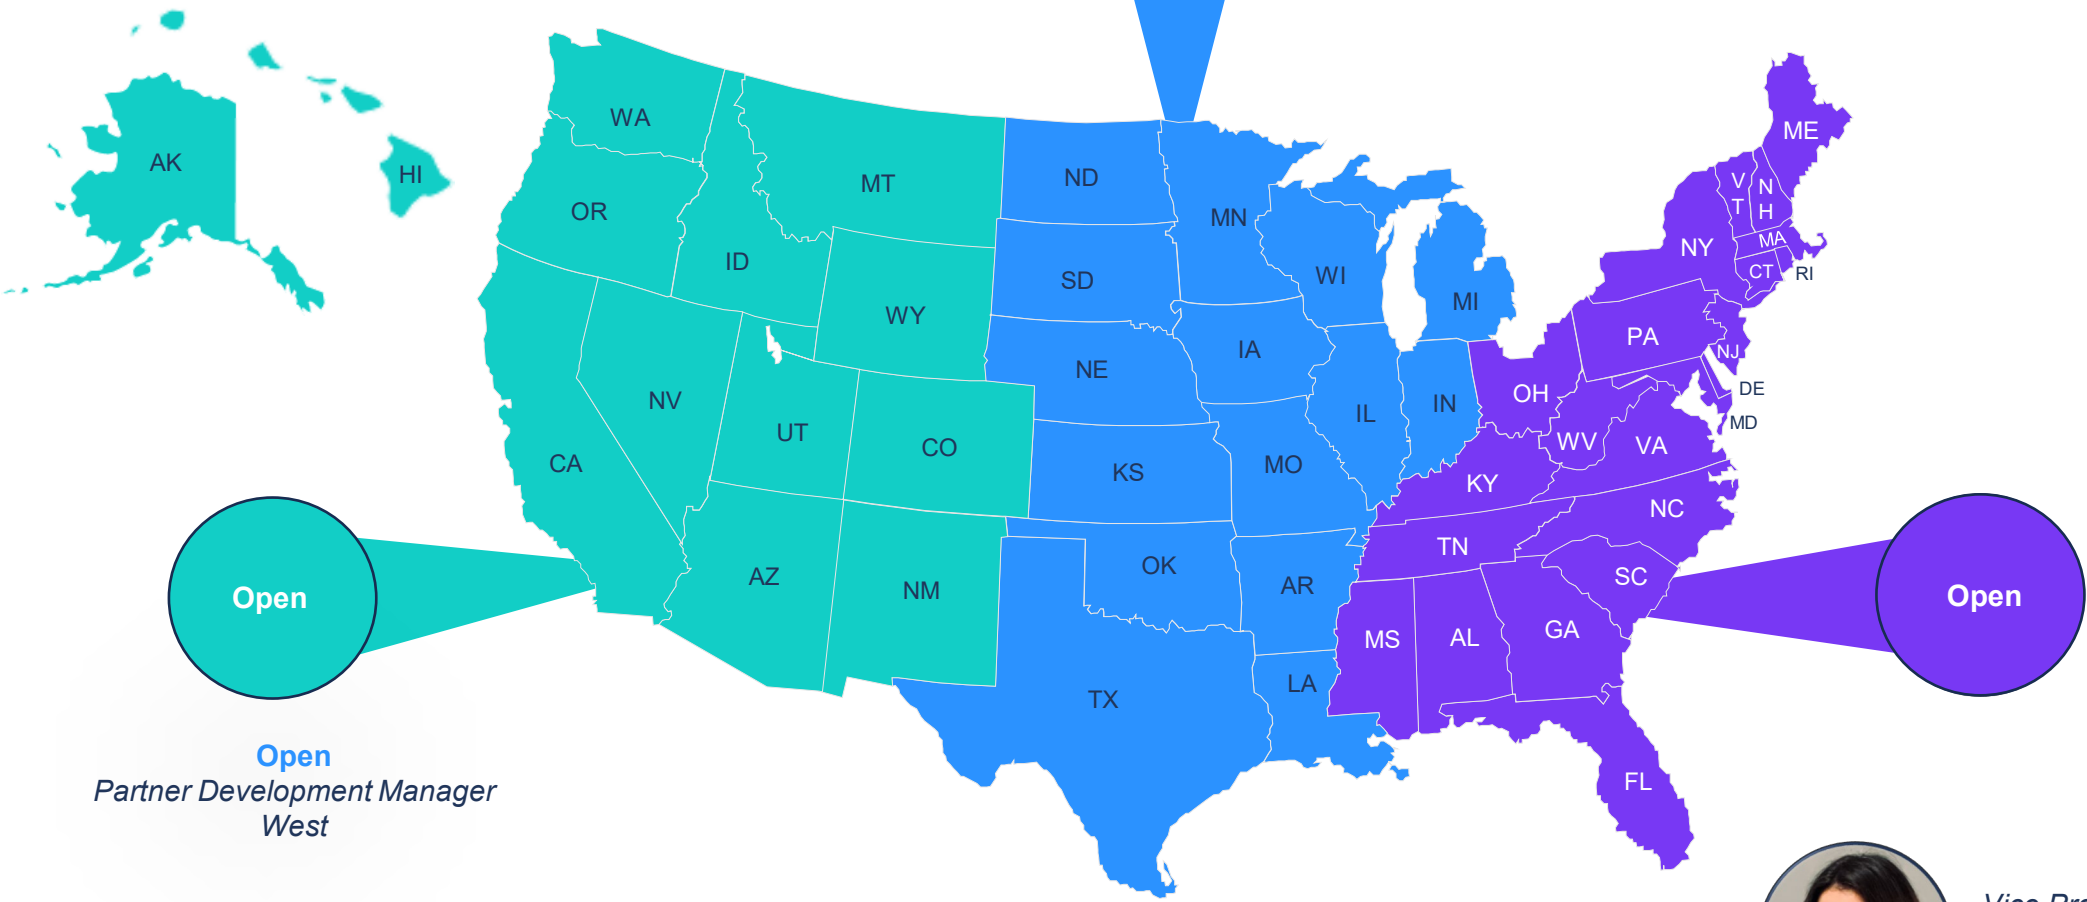 WA
ME
AK
HI
MT
ND
V
T
N
H
OR
MN
NY
MA
ID
SD
WI
CT
RI
MI
WY
PA
NE
IA
NJ
DE
NV
OH
IL
IN
MD
UT
CO
WV
VA
CA
KS
MO
KY
NC
TN
OK
AZ
AR
SC
NM
Open
Open
MS
AL
GA
LA
TX
Open
Partner Development Manager
West
FL